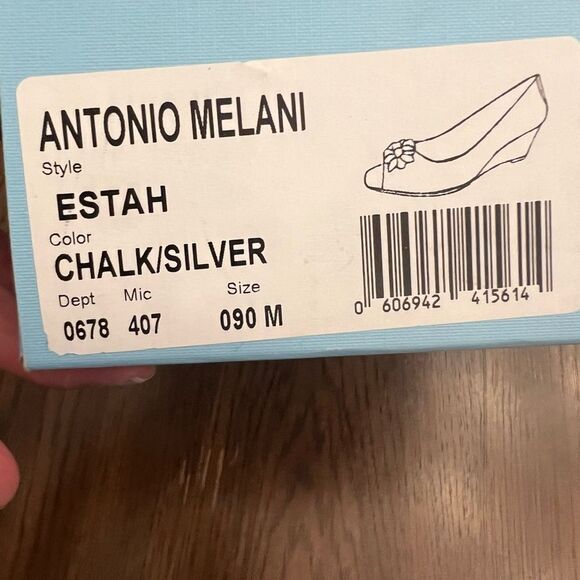 ANTONIO MELANI
Style
ESTAH
Color
CHALK/SILVER
Dept Mic Size
0678 407 090 M
0 606942 415614